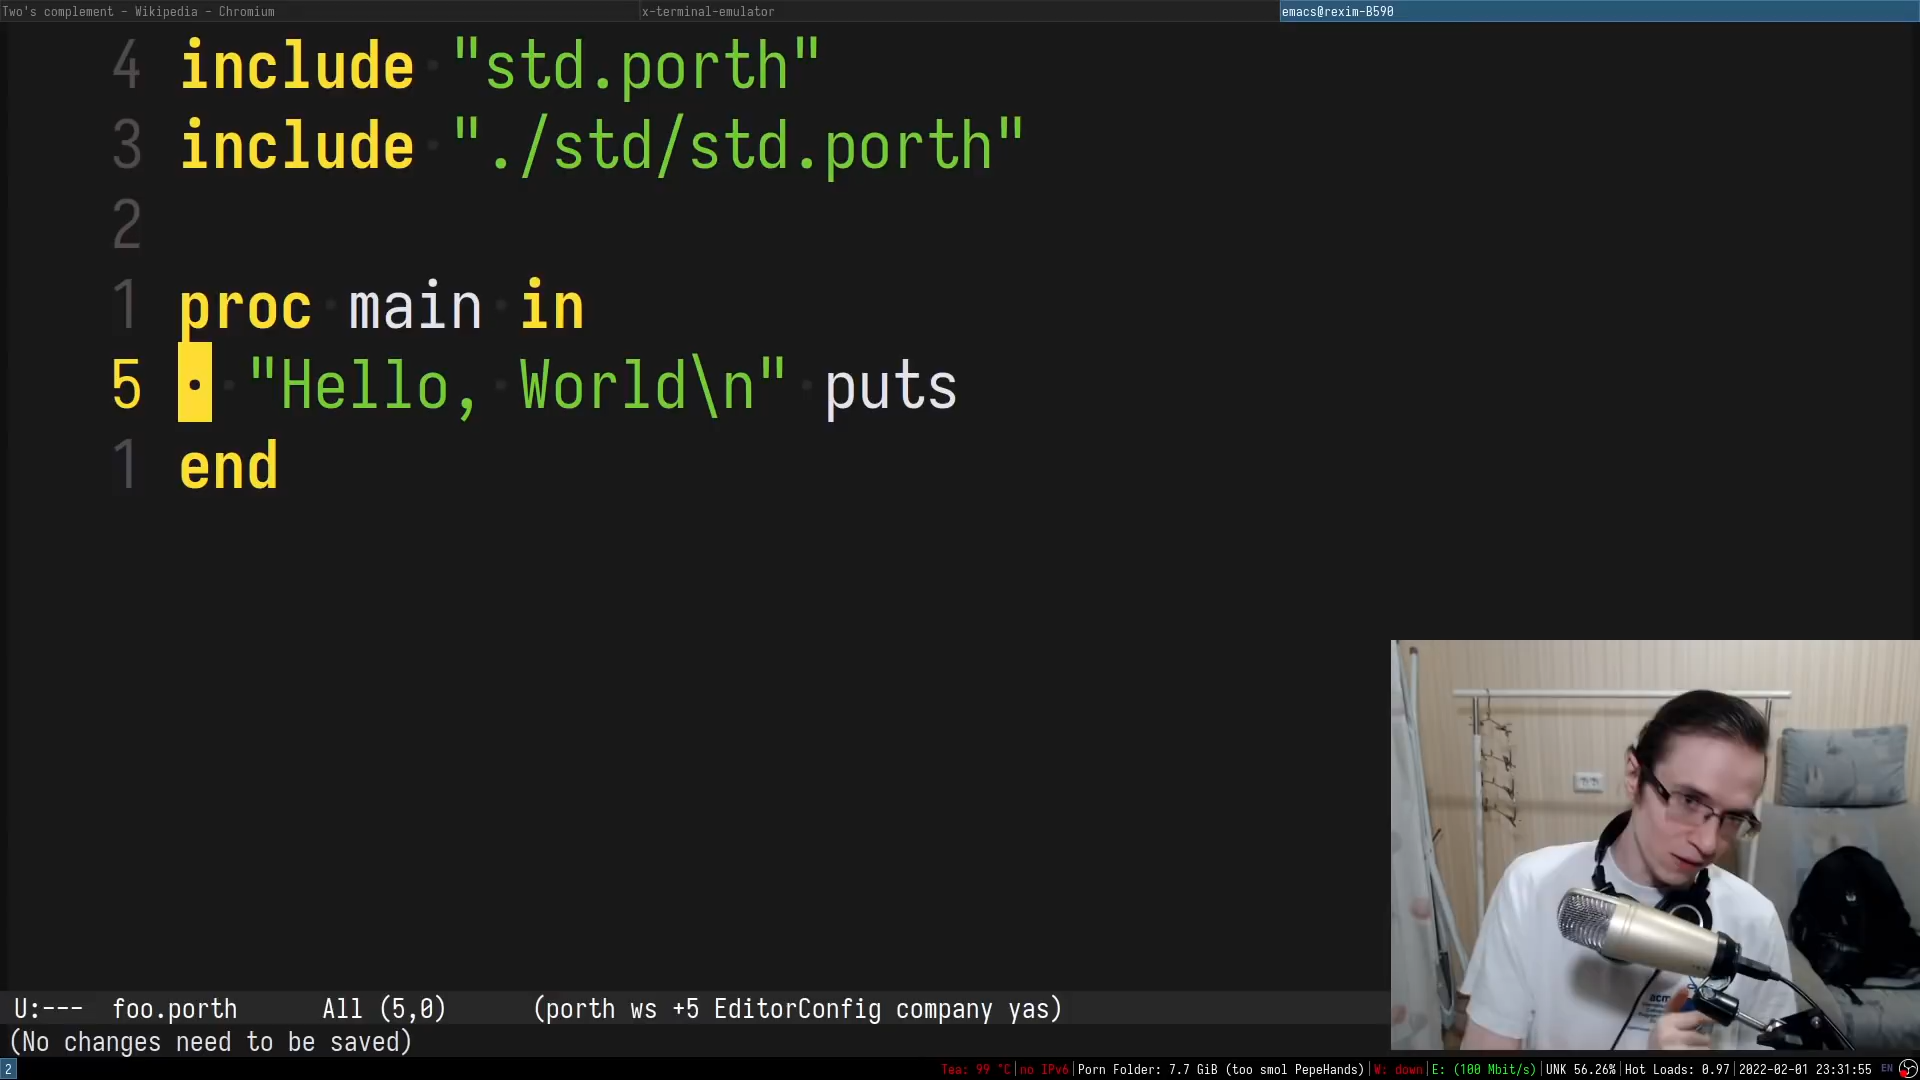 Two's complement - Wikipedia - Chromium
x-terminal-emulator
emacs@rexim-B590
4 include "std.porth"
3 include "./std/std.porth"
2
1 proc main in
5 "Hello, World\n" puts
1 end
U:--- foo.porth All (5,0) (porth ws +5 EditorConfig company yas)
(No changes need to be saved)
2
Tea: 99 °C|no IPv6|Porn Folder: 7.7 GiB (too smol PepeHands)|W: down|E: (100 Mbit/s)|UNK 56.26%|Hot Loads: 0.97|2022-02-01 23:31:55 EN
acm